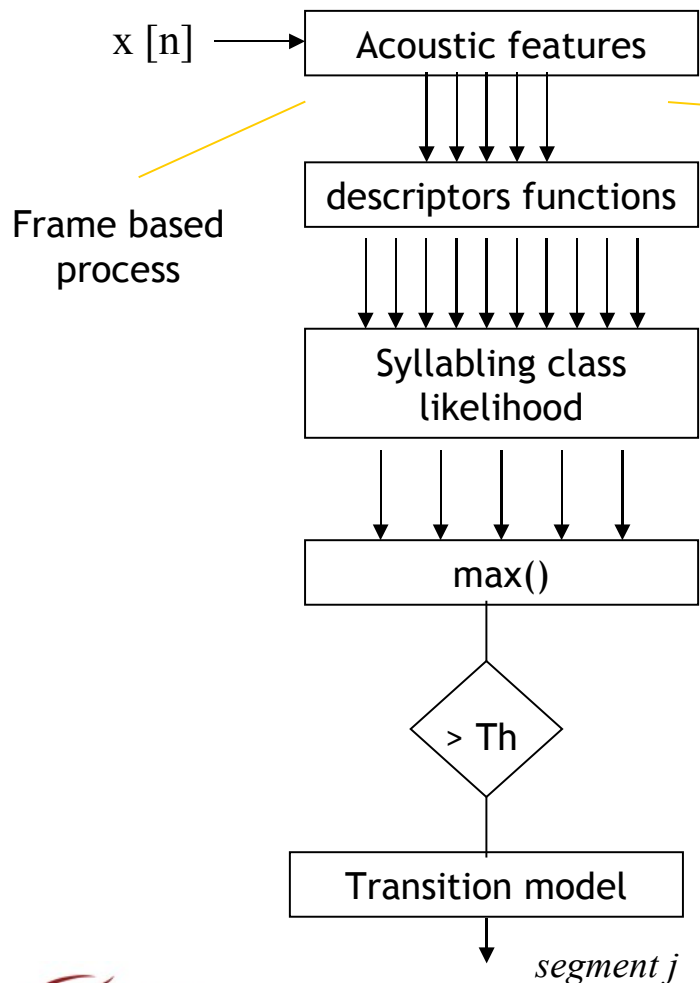 x [n]
Acoustic features
descriptors functions
Frame based
process
Syllabling class
likelihood
max()
> Th
Transition model
segment j